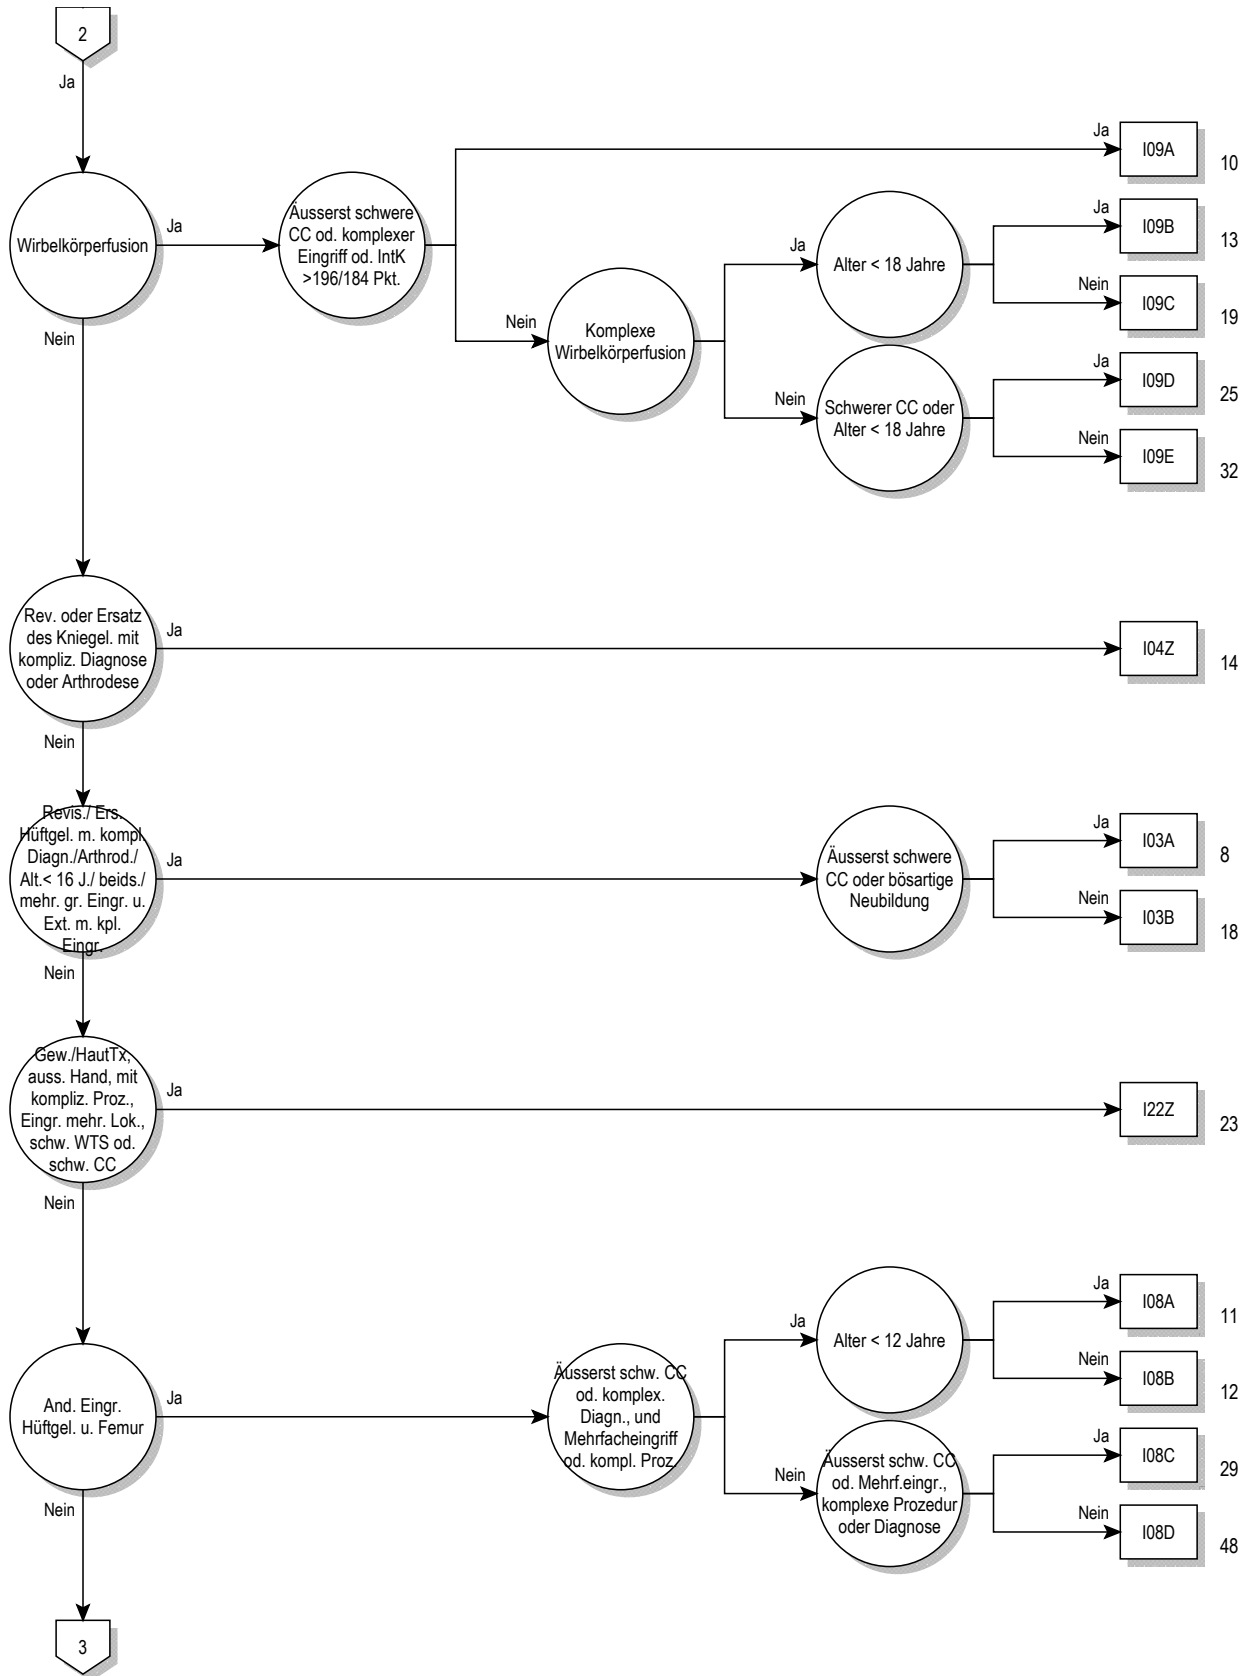 2
Ja
Wirbelkörperfusion
Ja
Nein
Äusserst schwere
CC od. komplexer
Eingriff od. IntK
>196/184 Pkt.
Ja
I09A
10
Nein
Komplexe
Wirbelkörperfusion
Ja
Alter < 18 Jahre
Ja
I09B
13
Nein
I09C
19
Nein
Schwerer CC oder
Alter < 18 Jahre
Ja
I09D
25
Nein
I09E
32
Rev. oder Ersatz
des Kniegel. mit
kompliz. Diagnose
oder Arthrodese
Ja
I04Z
14
Nein
Revis./ Ers.
Hüftgel. m. kompl.
Diagn./Arthrod./
Alt.< 16 J./ beids./
mehr. gr. Eingr. u.
Ext. m. kpl.
Eingr.
Ja
Äusserst schwere
CC oder bösartige
Neubildung
Ja
I03A
8
Nein
I03B
18
Nein
Gew./HautTx,
auss. Hand, mit
kompliz. Proz.,
Eingr. mehr. Lok.,
schw. WTS od.
schw. CC
Ja
I22Z
23
Nein
And. Eingr.
Hüftgel. u. Femur
Ja
Äusserst schw. CC
od. komplex.
Diagn., und
Mehrfacheingriff
od. kompl. Proz.
Ja
Alter < 12 Jahre
Ja
I08A
11
Nein
I08B
12
Nein
Äusserst schw. CC
od. Mehrf.eingr.,
komplexe Prozedur
oder Diagnose
Ja
I08C
29
Nein
I08D
48
Nein
3